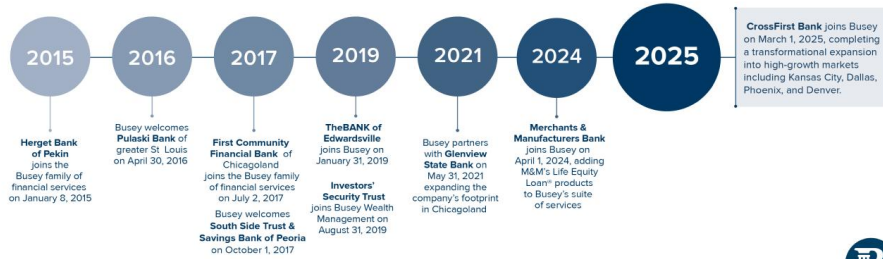 2015
2016
2017
2019
2021
2024
2025
CrossFirst Bank joins Busey
on March 1, 2025, completing
a transformational expansion
into high-growth markets
including Kansas City, Dallas,
Phoenix, and Denver.
Herget Bank
of Pekin
joins the
Busey family of
financial services
on January 8, 2015
Busey welcomes
Pulaski Bank of
greater St Louis
on April 30, 2016
First Community
Financial Bank of
Chicagoland
joins the Busey family
of financial services
on July 2, 2017
Busey welcomes
South Side Trust &
Savings Bank of Peoria
on October 1, 2017
TheBANK of
Edwardsville
joins Busey on
January 31, 2019
Investors'
Security Trust
joins Busey Wealth
Management on
August 31, 2019
Busey partners
with Glenview
State Bank on
May 31, 2021
expanding the
company's footprint
in Chicagoland
Merchants &
Manufacturers Bank
joins Busey on
April 1, 2024, adding
M&M's Life Equity
Loan® products
to Busey's suite
of services